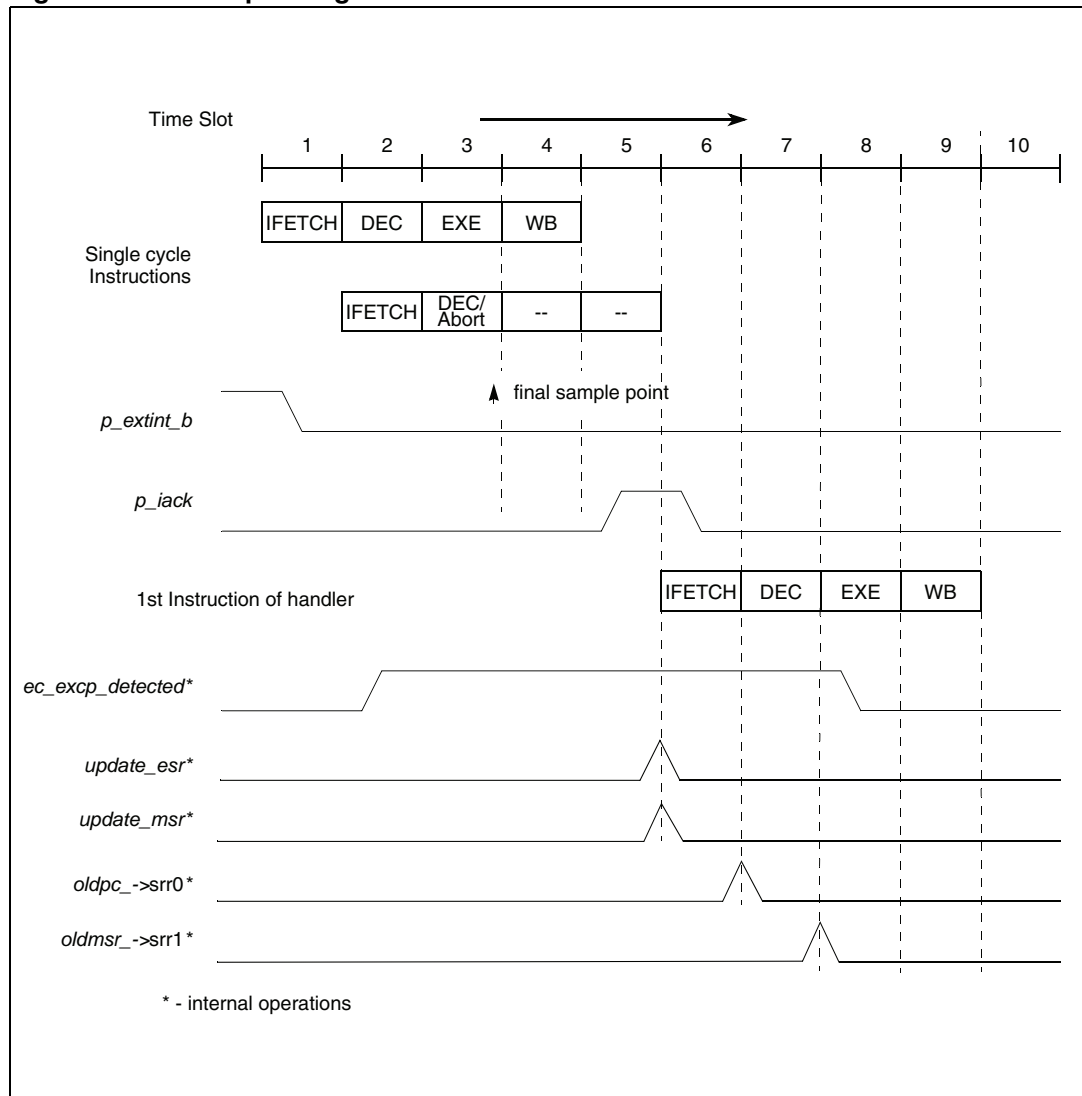 Time Slot
1 2 3 4 5 6 7 8 9 10
IFETCH DEC EXE WB
Single cycle
Instructions
IFETCH DEC/ Abort -- --
final sample point
p_extint_b
p_iack
1st Instruction of handler
IFETCH DEC EXE WB
ec_excp_detected*
update_esr*
update_msr*
oldpc_->srr0*
oldmsr_->srr1*
* - internal operations